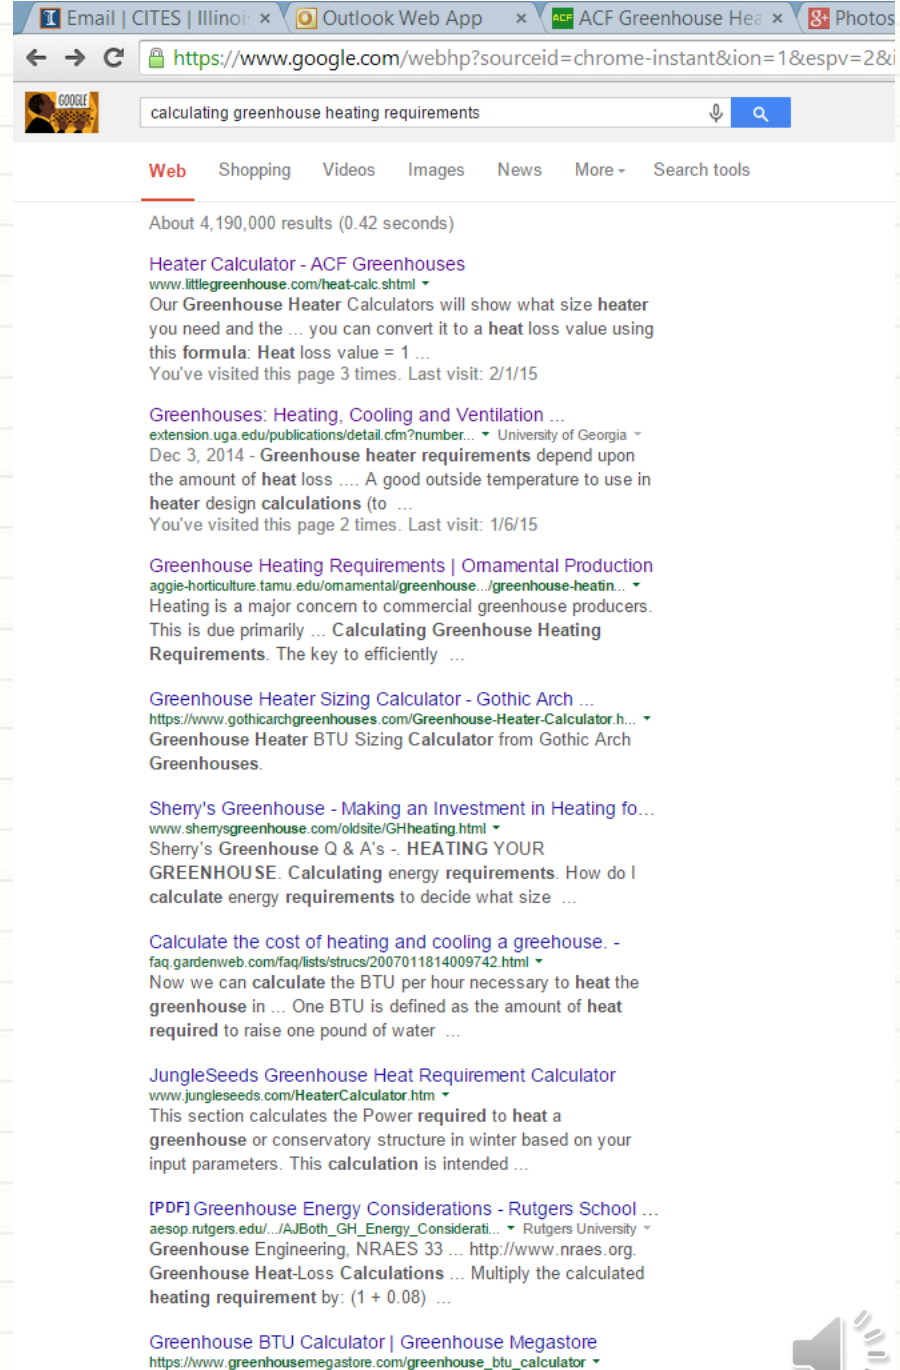 Email | CITES | Illinoi × Outlook Web App × ACF ACF Greenhouse Hea × 8+ Photos
https://www.google.com/webhp?sourceid=chrome-instant&ion=1&espv=2&i
GOOGLE calculating greenhouse heating requirements
Web Shopping Videos Images News More Search tools
About 4,190,000 results (0.42 seconds)
Heater Calculator - ACF Greenhouses
www.littlegreenhouse.com/heat-calc.shtml
Our Greenhouse Heater Calculators will show what size heater
you need and the ... you can convert it to a heat loss value using
this formula: Heat loss value = 1 ...
You've visited this page 3 times. Last visit: 2/1/15
Greenhouses: Heating, Cooling and Ventilation ...
extension.uga.edu/publications/detail.cfm?number... University of Georgia
Dec 3, 2014 - Greenhouse heater requirements depend upon
the amount of heat loss .... A good outside temperature to use in
heater design calculations (to ...
You've visited this page 2 times. Last visit: 1/6/15
Greenhouse Heating Requirements | Ornamental Production
aggie-horticulture.tamu.edu/ornamental/greenhouse.../greenhouse-heatin...
Heating is a major concern to commercial greenhouse producers.
This is due primarily ... Calculating Greenhouse Heating
Requirements. The key to efficiently ...
Greenhouse Heater Sizing Calculator - Gothic Arch ...
https://www.gothicarchgreenhouses.com/Greenhouse-Heater-Calculator.h...
Greenhouse Heater BTU Sizing Calculator from Gothic Arch
Greenhouses.
Sherry's Greenhouse - Making an Investment in Heating fo...
www.sherrysgreenhouse.com/oldsite/GHheating.html
Sherry's Greenhouse Q & A's -. HEATING YOUR
GREENHOUSE. Calculating energy requirements. How do I
calculate energy requirements to decide what size ...
Calculate the cost of heating and cooling a greehouse. -
faq.gardenweb.com/faq/lists/strucs/2007011814009742.html
Now we can calculate the BTU per hour necessary to heat the
greenhouse in ... One BTU is defined as the amount of heat
required to raise one pound of water ...
JungleSeeds Greenhouse Heat Requirement Calculator
www.jungleseeds.com/HeaterCalculator.htm
This section calculates the Power required to heat a
greenhouse or conservatory structure in winter based on your
input parameters. This calculation is intended ...
[PDF] Greenhouse Energy Considerations - Rutgers School ...
aesop.rutgers.edu/.../AJBoth_GH_Energy_Considerati... Rutgers University
Greenhouse Engineering, NRAES 33 ... http://www.nraes.org.
Greenhouse Heat-Loss Calculations ... Multiply the calculated
heating requirement by: (1 + 0.08) ...
Greenhouse BTU Calculator | Greenhouse Megastore
https://www.greenhousemegastore.com/greenhouse_btu_calculator